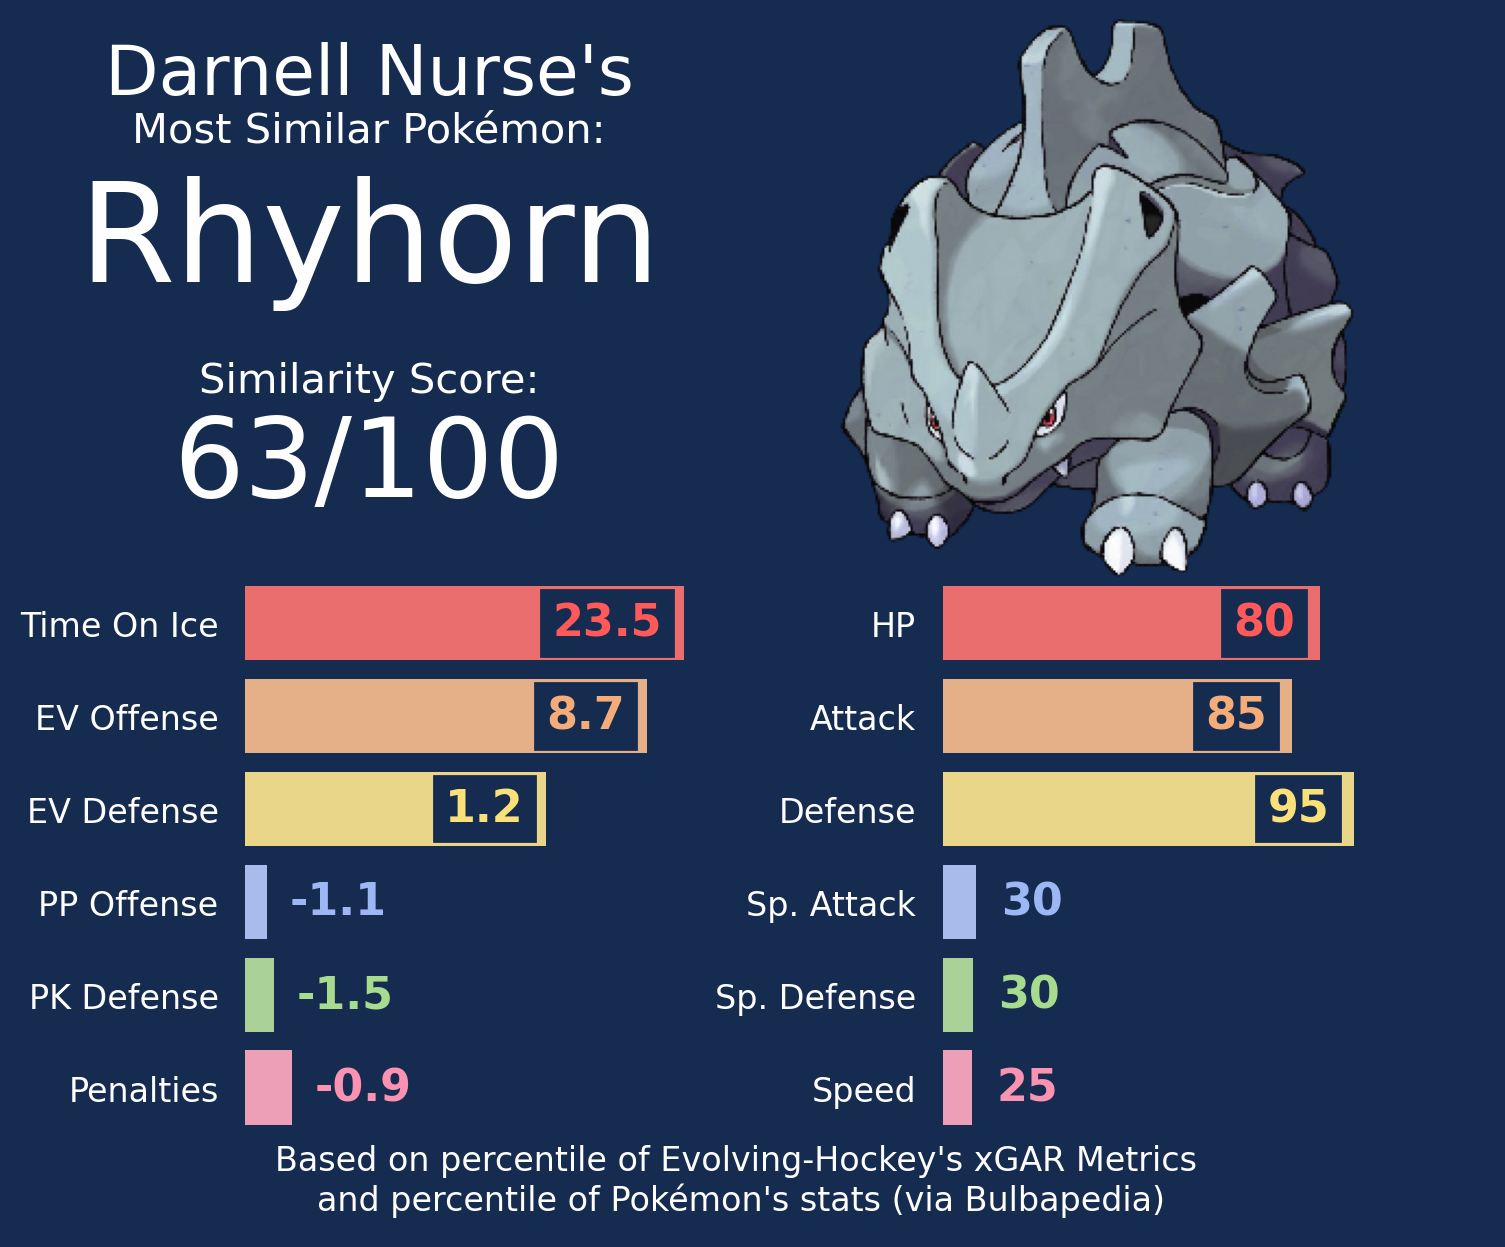 Darnell Nurse's
Most Similar Pokémon:
Rhyhorn
Similarity Score:
63/100
Time On Ice 23.5
EV Offense 8.7
EV Defense 1.2
PP Offense -1.1
PK Defense -1.5
Penalties -0.9
HP 80
Attack 85
Defense 95
Sp. Attack 30
Sp. Defense 30
Speed 25
Based on percentile of Evolving-Hockey's xGAR Metrics
and percentile of Pokémon's stats (via Bulbapedia)